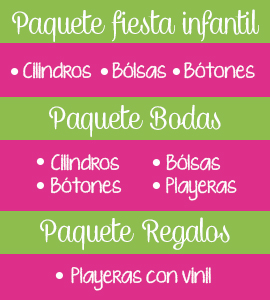 Paquete fiesta infantil
• Cilindros • Bólsas • Bótones
Paquete Bodas
• Cilindros • Bólsas
• Bótones • Playeras
Paquete Regalos
• Playeras con vinil